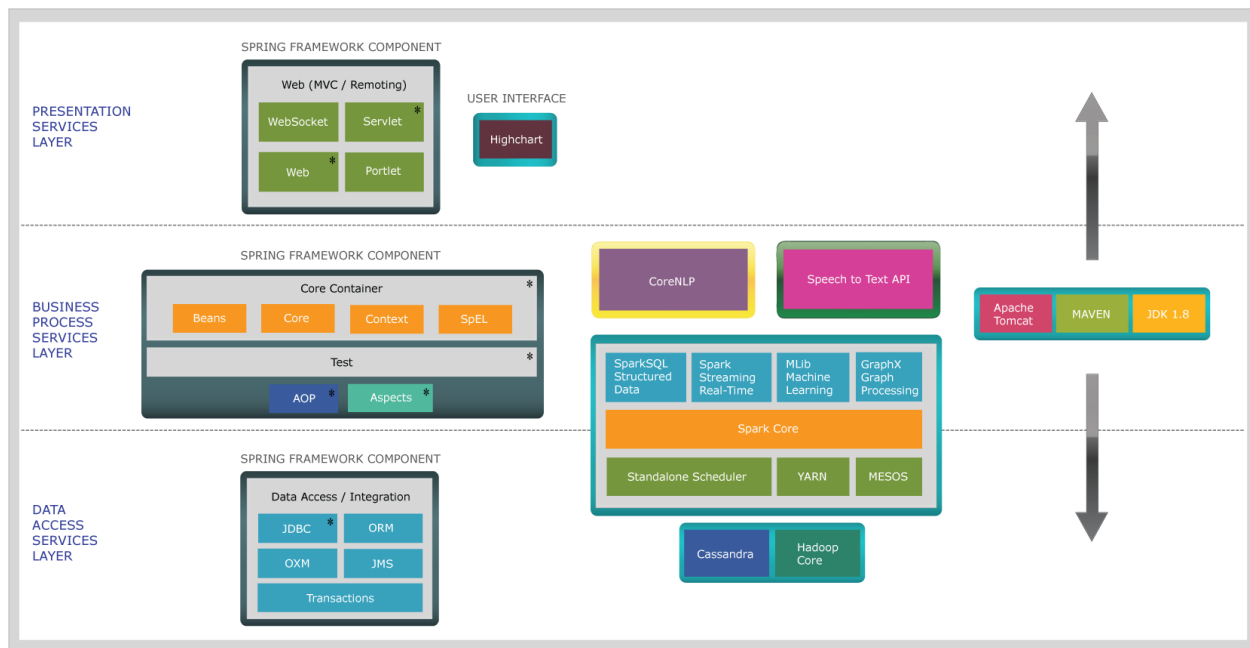 SPRING FRAMEWORK COMPONENT
Web (MVC / Remoting)
WebSocket
Servlet
*
Web
*
Portlet
USER INTERFACE
Highchart
PRESENTATION
SERVICES
LAYER
SPRING FRAMEWORK COMPONENT
Core Container
*
Beans
Core
Context
SpEL
Test
*
AOP
*
Aspects
*
BUSINESS
PROCESS
SERVICES
LAYER
CoreNLP
Speech to Text API
Apache
Tomcat
MAVEN
JDK 1.8
SparkSQL
Structured
Data
Spark
Streaming
Real-Time
MLib
Machine
Learning
GraphX
Graph
Processing
Spark Core
Standalone Scheduler
YARN
MESOS
SPRING FRAMEWORK COMPONENT
Data Access / Integration
JDBC
*
ORM
OXM
JMS
Transactions
DATA
ACCESS
SERVICES
LAYER
Cassandra
Hadoop
Core